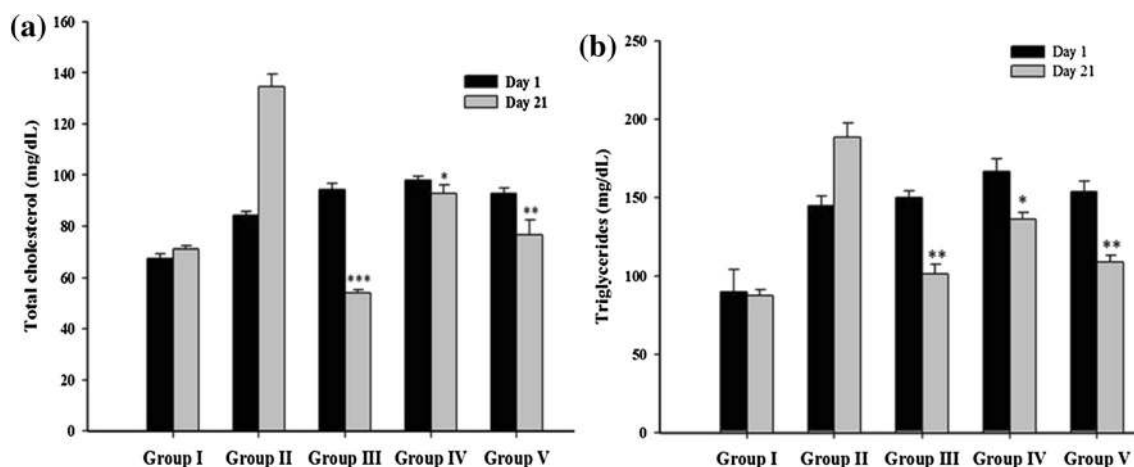 (a)
Total cholesterol (mg/dL)
160
140
120
100
80
60
40
20
0
Day 1
Day 21
***
*
**
Group I Group II Group III Group IV Group V
(b)
Triglycerides (mg/dL)
250
200
150
100
50
0
Day 1
Day 21
**
*
**
Group I Group II Group III Group IV Group V